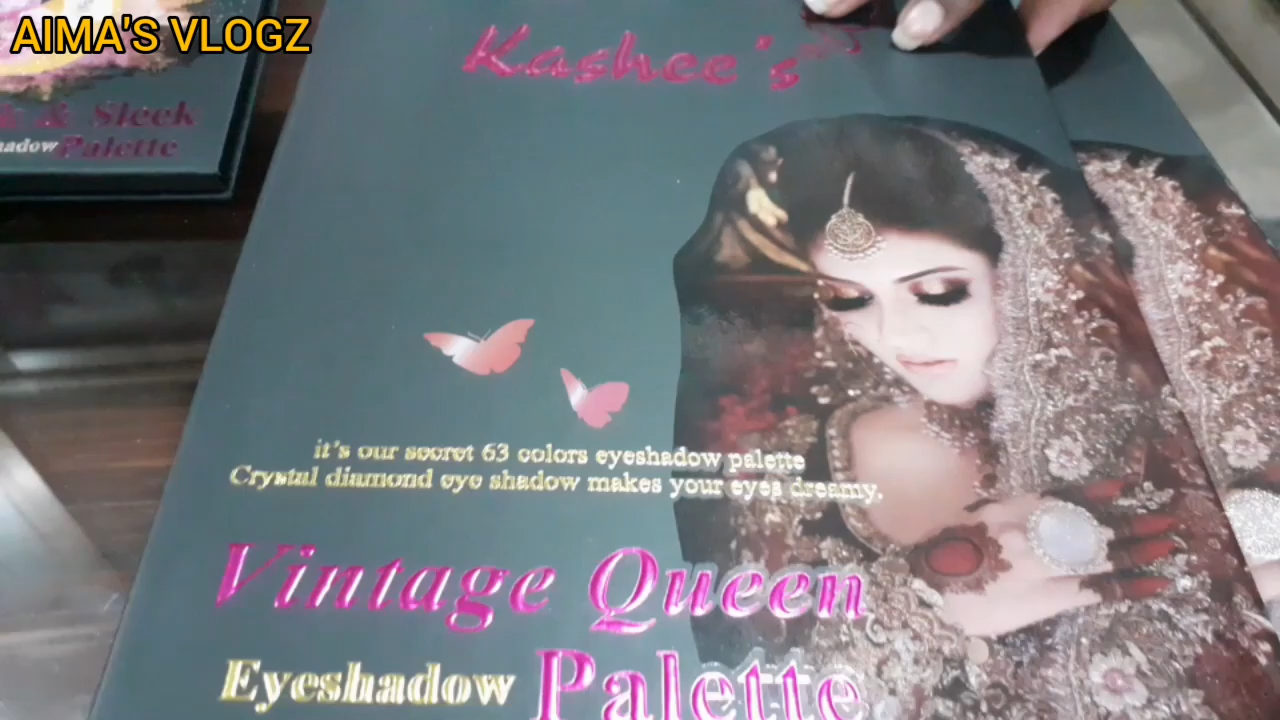 AIMA'S VLOGZ
Kashee's
& Sleek
Palette
it's our secret 63 colors eyeshadow palette
Crystal diamond eye shadow makes your eyes dreamy.
Vintage Queen
Eyeshadow Palette